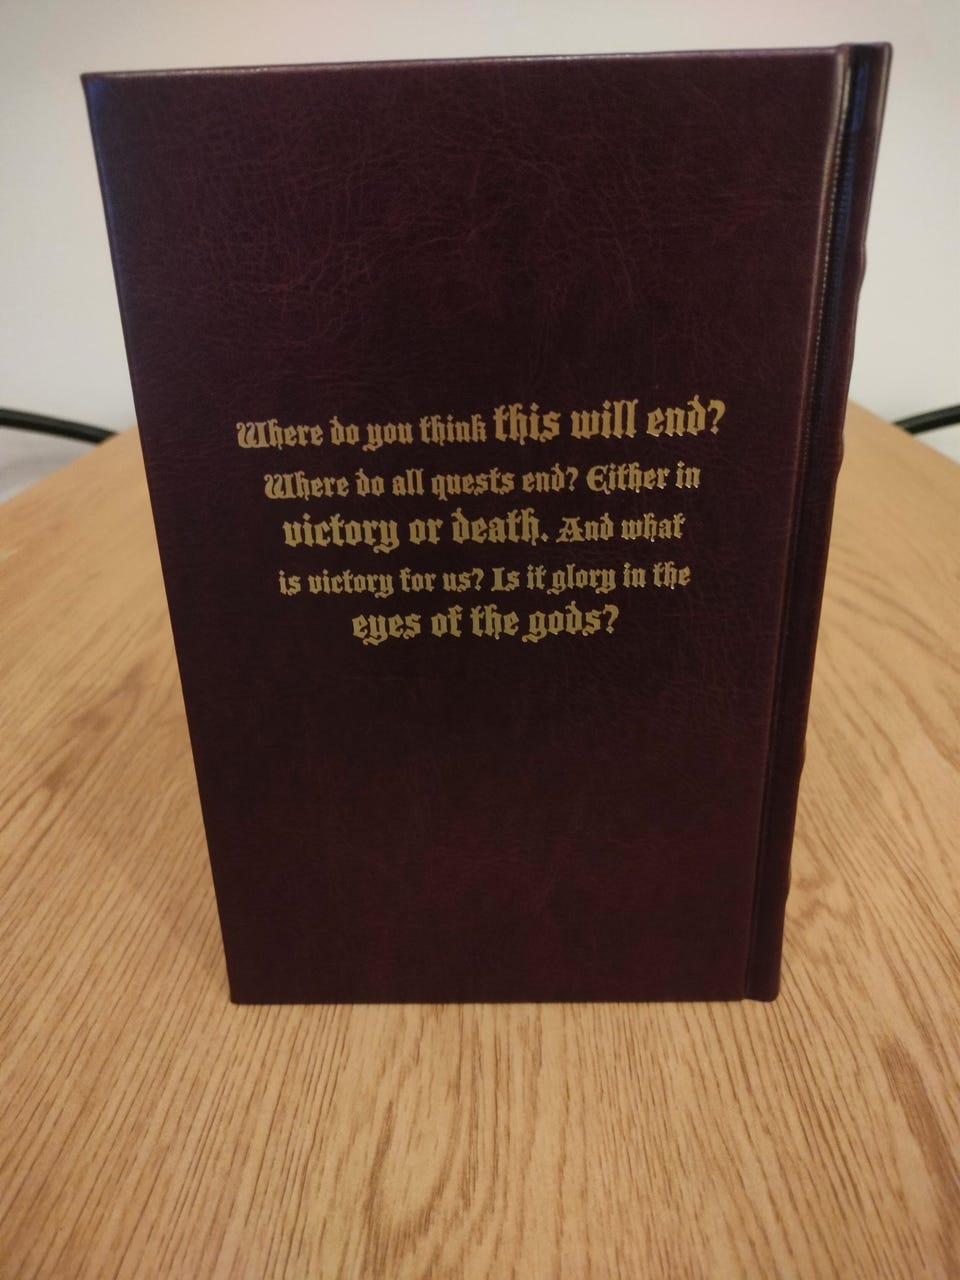 Where do you think this will end?
Where do all quests end? Either in
victory or death. And what
is victory for us? Is it glory in the
eyes of the gods?